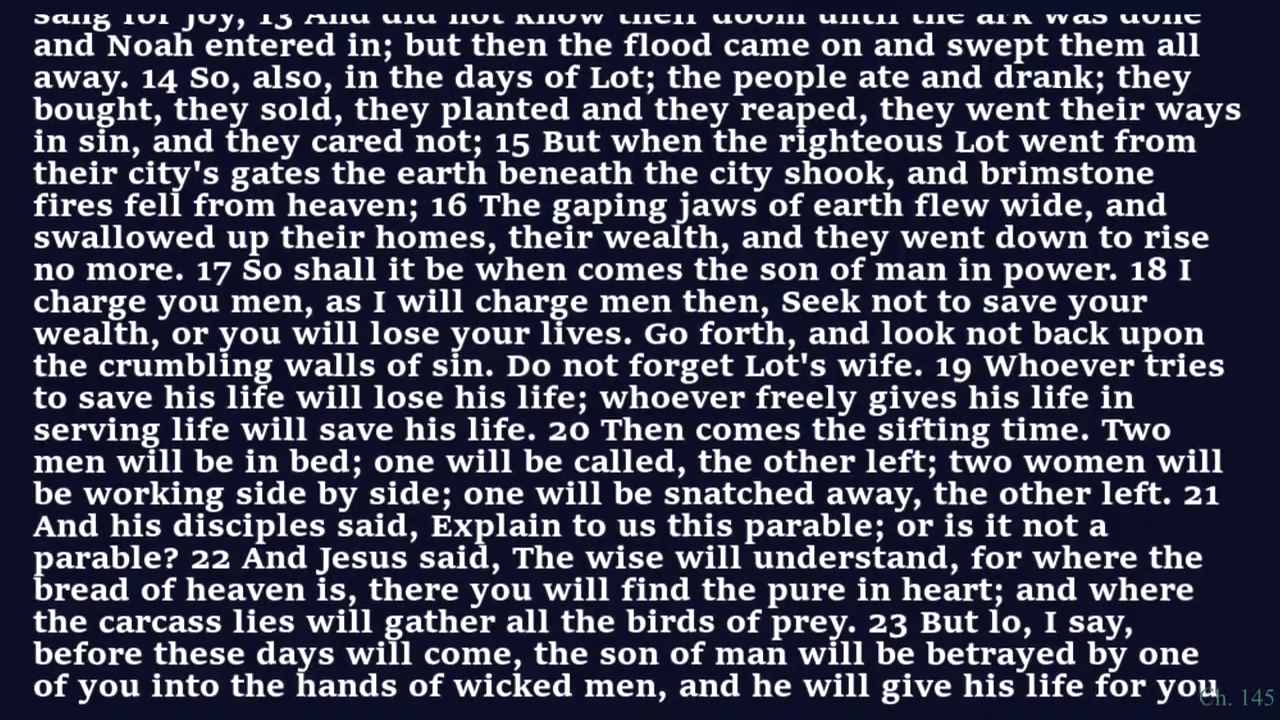 sang for joy, 13 And did not know their doom until the ark was done
and Noah entered in; but then the flood came on and swept them all
away. 14 So, also, in the days of Lot; the people ate and drank; they
bought, they sold, they planted and they reaped, they went their ways
in sin, and they cared not; 15 But when the righteous Lot went from
their city's gates the earth beneath the city shook, and brimstone
fires fell from heaven; 16 The gaping jaws of earth flew wide, and
swallowed up their homes, their wealth, and they went down to rise
no more. 17 So shall it be when comes the son of man in power. 18 I
charge you men, as I will charge men then, Seek not to save your
wealth, or you will lose your lives. Go forth, and look not back upon
the crumbling walls of sin. Do not forget Lot's wife. 19 Whoever tries
to save his life will lose his life; whoever freely gives his life in
serving life will save his life. 20 Then comes the sifting time. Two
men will be in bed; one will be called, the other left; two women will
be working side by side; one will be snatched away, the other left. 21
And his disciples said, Explain to us this parable; or is it not a
parable? 22 And Jesus said, The wise will understand, for where the
bread of heaven is, there you will find the pure in heart; and where
the carcass lies will gather all the birds of prey. 23 But lo, I say,
before these days will come, the son of man will be betrayed by one
of you into the hands of wicked men, and he will give his life for you
Ch. 145